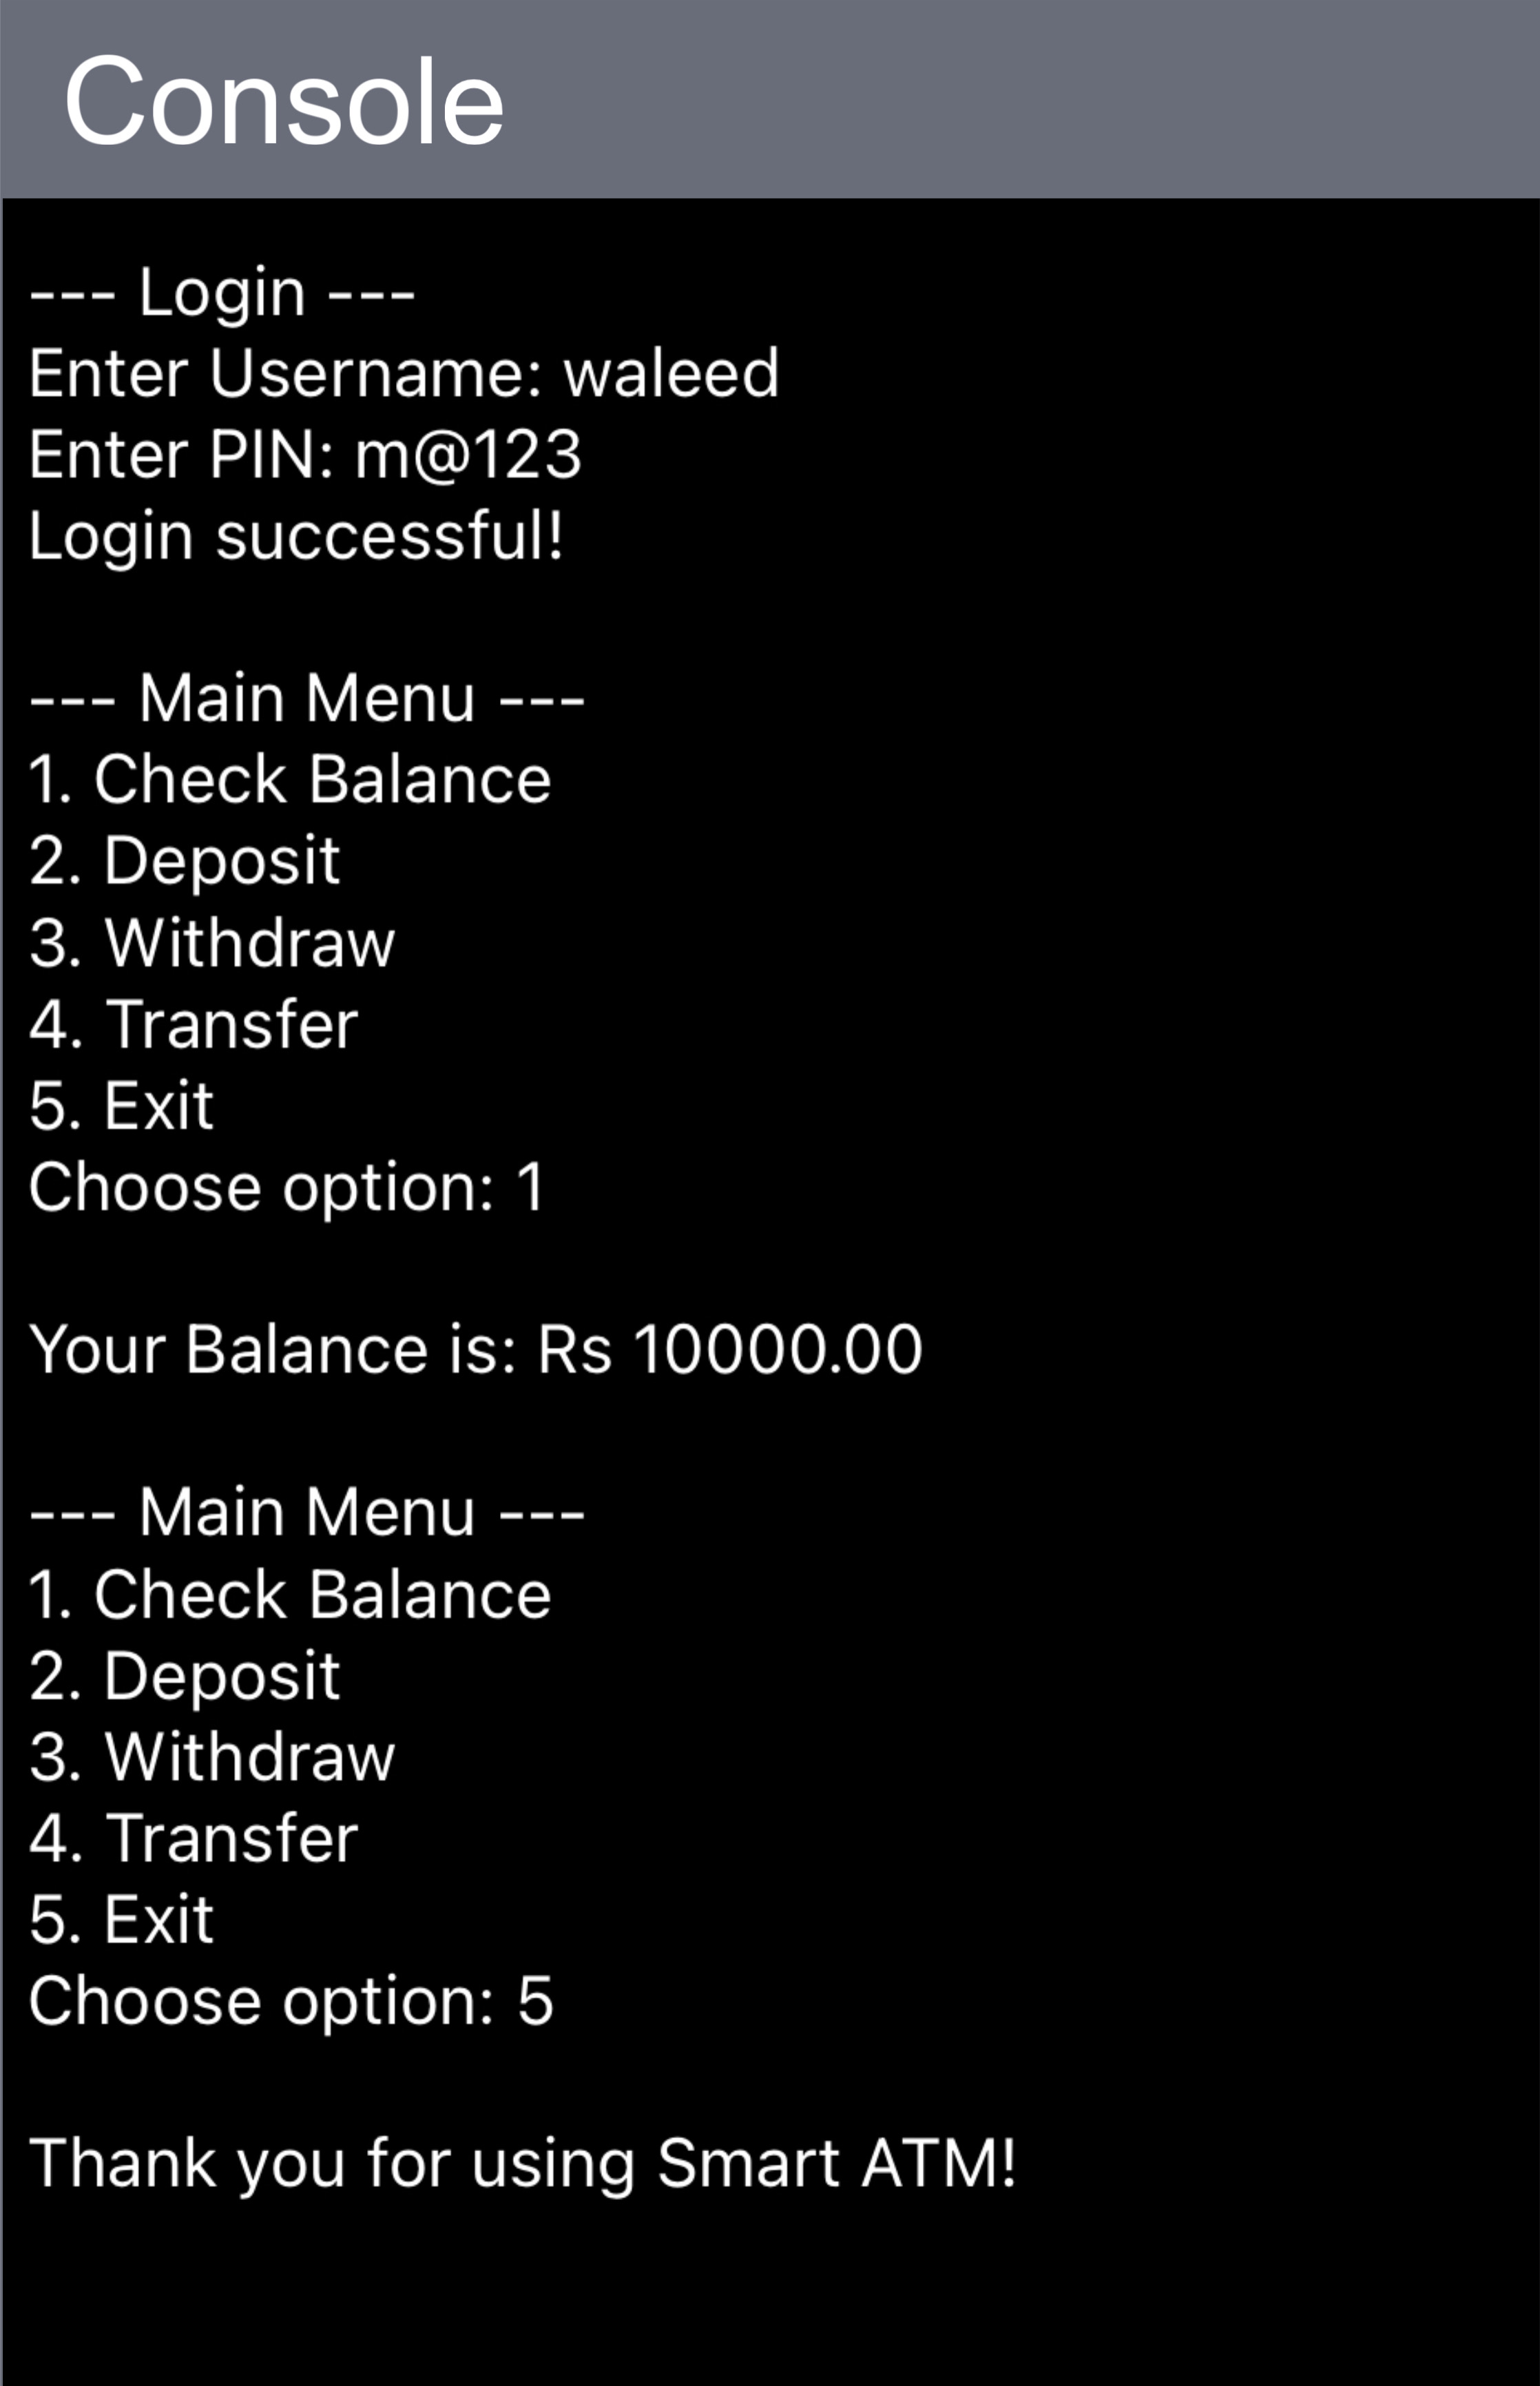 Console
--- Login ---
Enter Username: waleed
Enter PIN: m@123
Login successful!
--- Main Menu ---
1. Check Balance
2. Deposit
3. Withdraw
4. Transfer
5. Exit
Choose option: 1
Your Balance is: Rs 10000.00
--- Main Menu ---
1. Check Balance
2. Deposit
3. Withdraw
4. Transfer
5. Exit
Choose option: 5
Thank you for using Smart ATM!